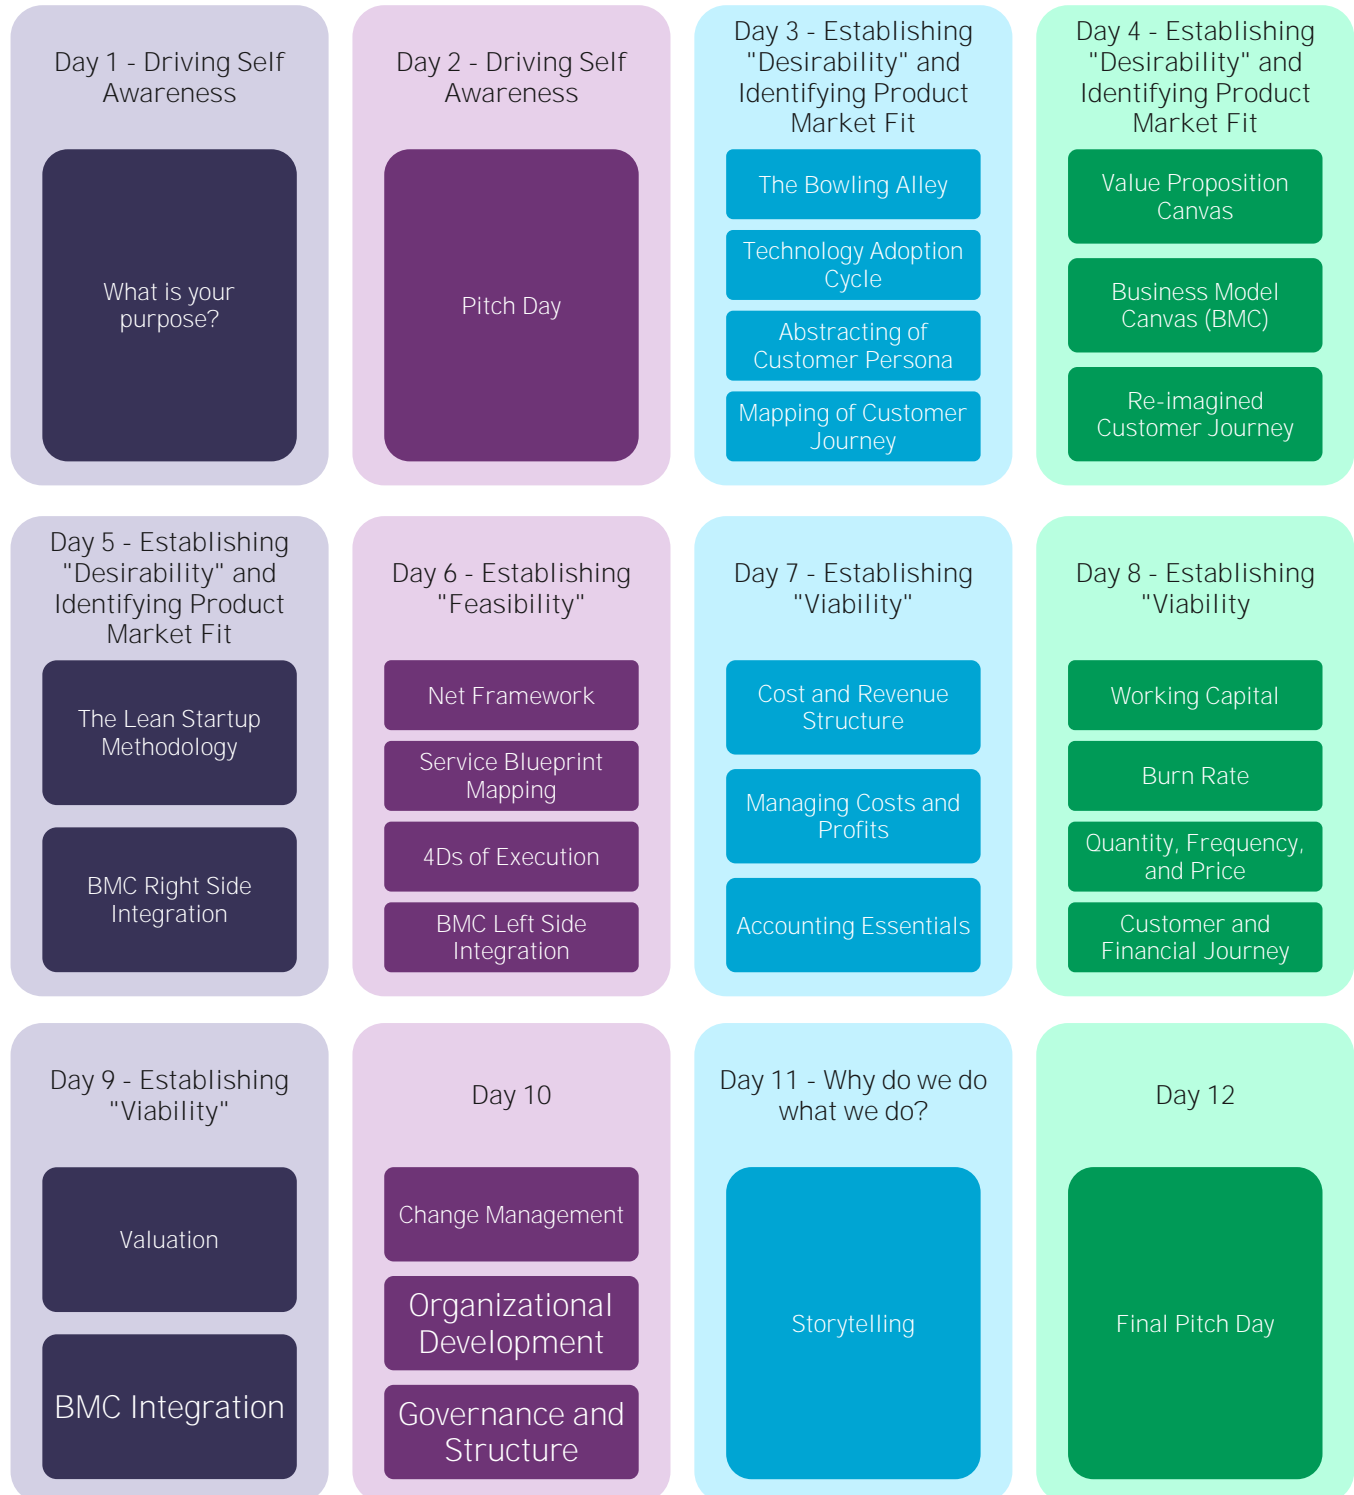 Day 1 - Driving Self
Awareness
What is your
purpose?
Day 2 - Driving Self
Awareness
Pitch Day
Day 3 - Establishing
"Desirability" and
Identifying Product
Market Fit
The Bowling Alley
Technology Adoption
Cycle
Abstracting of
Customer Persona
Mapping of Customer
Journey
Day 4 - Establishing
"Desirability" and
Identifying Product
Market Fit
Value Proposition
Canvas
Business Model
Canvas (BMC)
Re-imagined
Customer Journey
Day 5 - Establishing
"Desirability" and
Identifying Product
Market Fit
The Lean Startup
Methodology
BMC Right Side
Integration
Day 6 - Establishing
"Feasibility"
Net Framework
Service Blueprint
Mapping
4Ds of Execution
BMC Left Side
Integration
Day 7 - Establishing
"Viability"
Cost and Revenue
Structure
Managing Costs and
Profits
Accounting Essentials
Day 8 - Establishing
"Viability
Working Capital
Burn Rate
Quantity, Frequency,
and Price
Customer and
Financial Journey
Day 9 - Establishing
"Viability"
Valuation
BMC Integration
Day 10
Change Management
Organizational
Development
Governance and
Structure
Day 11 - Why do we do
what we do?
Storytelling
Day 12
Final Pitch Day